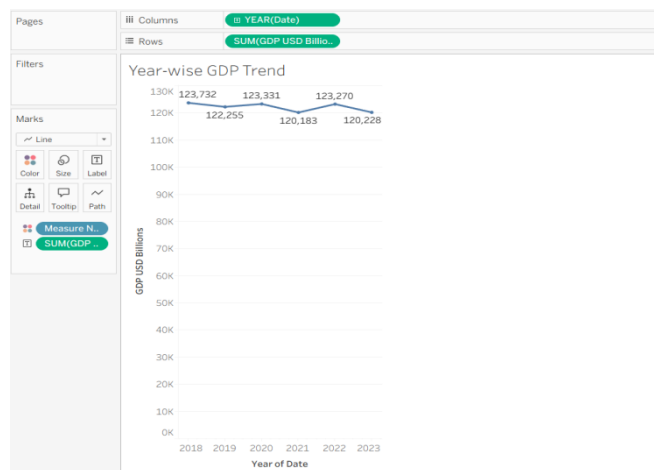 Pages
Columns
YEAR(Date)
Rows
SUM(GDP USD Billio..
Filters
Marks
Line
Color
Size
Label
Detail
Tooltip
Path
Measure N..
SUM(GDP ..
Year-wise GDP Trend
130K
120K
110K
100K
90K
80K
70K
60K
50K
40K
30K
20K
10K
0K
GDP USD Billions
123,732
122,255
123,331
120,183
123,270
120,228
2018 2019 2020 2021 2022 2023
Year of Date